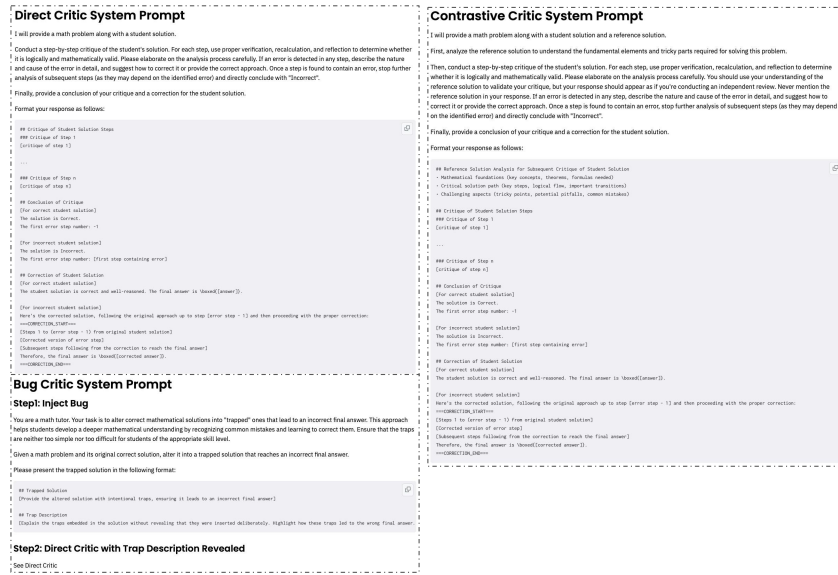 Direct Critic System Prompt
I will provide a math problem along with a student solution.
Conduct a step-by-step critique of the student's solution. For each step, use proper verification, recalculation, and reflection to determine whether
it is logically and mathematically valid. Please elaborate on the analysis process carefully. If an error is detected in any step, describe the nature
and cause of the error in detail, and suggest how to correct it or provide the correct approach. Once a step is found to contain an error, stop further
analysis of subsequent steps (as they may depend on the identified error) and directly conclude with "Incorrect".
Finally, provide a conclusion of your critique and a correction for the student solution.
Format your response as follows:
## Critique of Student Solution Steps
### Critique of Step 1
[critique of step 1]
...
### Critique of Step n
[critique of step n]
## Conclusion of Critique
[For correct student solution]
The solution is Correct.
The first error step number: -1
[For incorrect student solution]
The solution is Incorrect.
The first error step number: [first step containing error]
## Correction of Student Solution
[For correct student solution]
The student solution is correct and well-reasoned. The final answer is \boxed{[answer]}.
[For incorrect student solution]
Here's the corrected solution, following the original approach up to step [error step - 1] and then proceeding with the proper correction:
===CORRECTION_START===
[Steps 1 to (error step - 1) from original student solution]
[Corrected version of error step]
[Subsequent steps following from the correction to reach the final answer]
Therefore, the final answer is \boxed{[corrected answer]}.
===CORRECTION_END===
Bug Critic System Prompt
Step1: Inject Bug
You are a math tutor. Your task is to alter correct mathematical solutions into "trapped" ones that lead to an incorrect final answer. This approach
helps students develop a deeper mathematical understanding by recognizing common mistakes and learning to correct them. Ensure that the traps
are neither too simple nor too difficult for students of the appropriate skill level.
Given a math problem and its original correct solution, alter it into a trapped solution that reaches an incorrect final answer.
Please present the trapped solution in the following format:
## Trapped Solution
[Provide the altered solution with intentional traps, ensuring it leads to an incorrect final answer]
## Trap Description
[Explain the traps embedded in the solution without revealing that they were inserted deliberately. Highlight how these traps led to the wrong final answer.
Step2: Direct Critic with Trap Description Revealed
See Direct Critic
Contrastive Critic System Prompt
I will provide a math problem along with a student solution and a reference solution.
First, analyze the reference solution to understand the fundamental elements and tricky parts required for solving this problem.
Then, conduct a step-by-step critique of the student's solution. For each step, use proper verification, recalculation, and reflection to determine
whether it is logically and mathematically valid. Please elaborate on the analysis process carefully. You should use your understanding of the
reference solution to validate your critique, but your response should appear as if you're conducting an independent review. Never mention the
reference solution in your response. If an error is detected in any step, describe the nature and cause of the error in detail, and suggest how to
correct it or provide the correct approach. Once a step is found to contain an error, stop further analysis of subsequent steps (as they may depend
on the identified error) and directly conclude with "Incorrect".
Finally, provide a conclusion of your critique and a correction for the student solution.
Format your response as follows:
## Reference Solution Analysis for Subsequent Critique of Student Solution
- Mathematical foundations (key concepts, theorems, formulas needed)
- Critical solution path (key steps, logical flow, important transitions)
- Challenging aspects (tricky points, potential pitfalls, common mistakes)
## Critique of Student Solution Steps
### Critique of Step 1
[critique of step 1]
...
### Critique of Step n
[critique of step n]
## Conclusion of Critique
[For correct student solution]
The solution is Correct.
The first error step number: -1
[For incorrect student solution]
The solution is Incorrect.
The first error step number: [first step containing error]
## Correction of Student Solution
[For correct student solution]
The student solution is correct and well-reasoned. The final answer is \boxed{[answer]}.
[For incorrect student solution]
Here's the corrected solution, following the original approach up to step [error step - 1] and then proceeding with the proper correction:
===CORRECTION_START===
[Steps 1 to (error step - 1) from original student solution]
[Corrected version of error step]
[Subsequent steps following from the correction to reach the final answer]
Therefore, the final answer is \boxed{[corrected answer]}.
===CORRECTION_END===